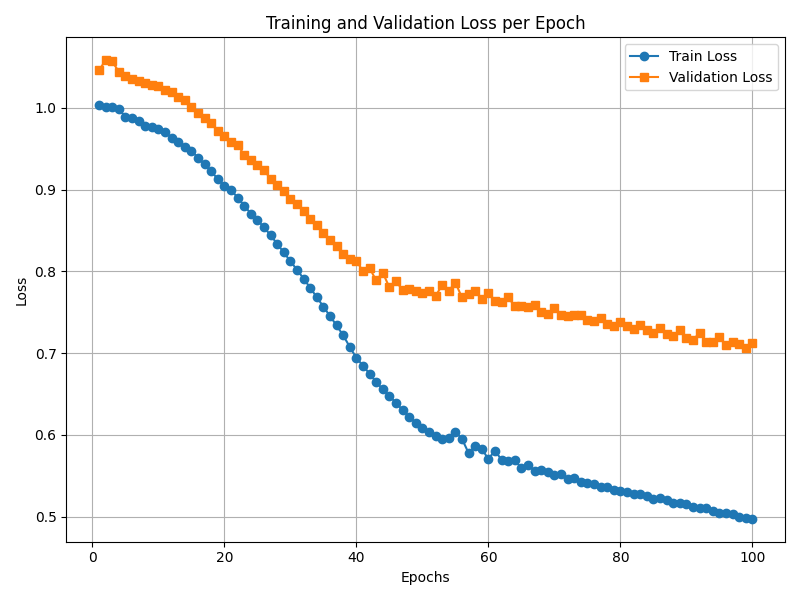 Training and Validation Loss per Epoch
Train Loss
Validation Loss
1.0
0.9
0.8
0.7
0.6
0.5
Loss
0 20 40 60 80 100
Epochs